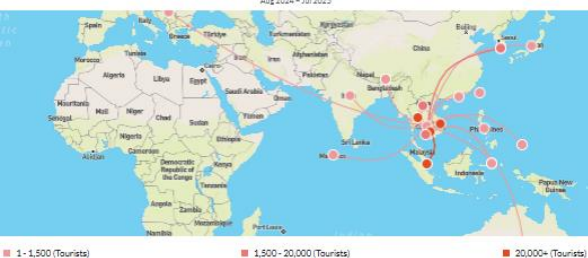 Aug 2024 – Jul 2025
Spain
Italy
Greece
Türkiye
Turkmenistan
Kyrgyzstan
Beijing
Seoul
Morocco
Tunisia
Iran
Afghanistan
China
Algeria
Libya
Cairo
Egypt
Pakistan
Nepal
Saudi Arabia
Oman
Bangladesh
Mauritania
Mali
Niger
Chad
Sudan
Yemen
Senegal
Nigeria
Ethiopia
Sri Lanka
Cameroon
Abidjan
Kenya
Malaysia
Democratic
Republic of
the Congo
Tanzania
Indonesia
Papua New
Guinea
Angola
Zambia
Mozambique
Namibia
Port Louis
1 - 1,500 (Tourists)
1,500 - 20,000 (Tourists)
20,000+ (Tourists)